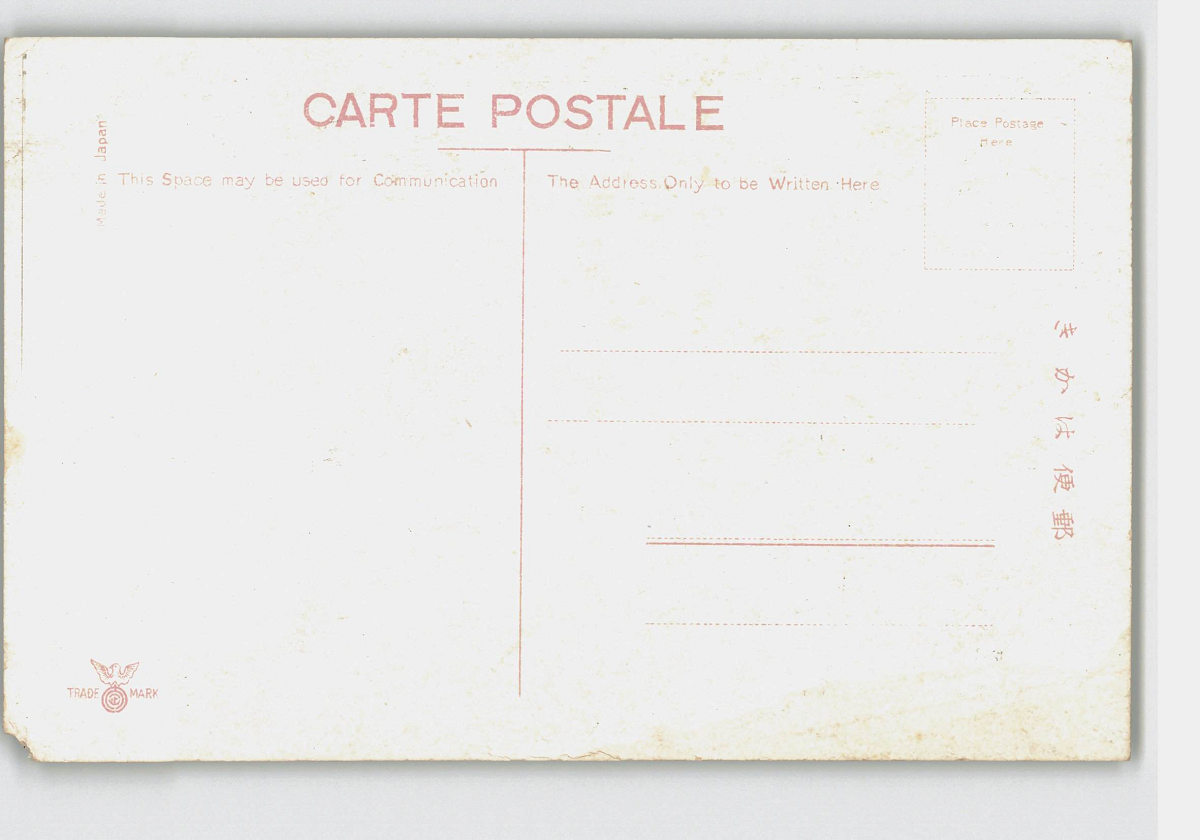 CARTE POSTALE
Made in Japan
This Space may be used for Communication
The Address Only to be Written Here
Place Postage
Here
きかは便郵
TRADE MARK